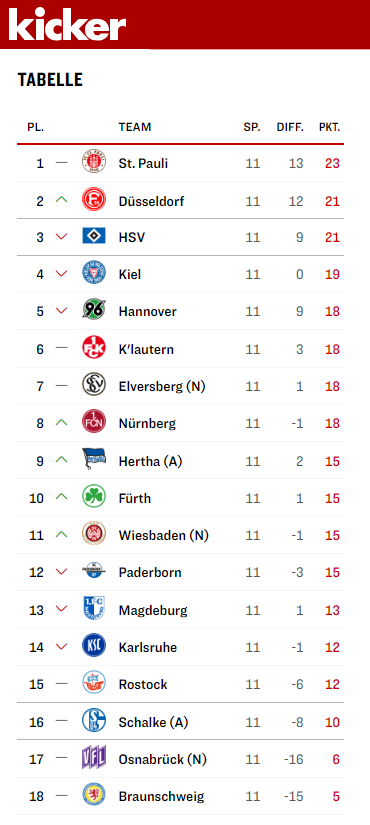 kicker
TABELLE
PL. TEAM SP. DIFF. PKT.
1 St. Pauli 11 13 23
2 Düsseldorf 11 12 21
3 HSV 11 9 21
4 Kiel 11 0 19
5 Hannover 11 9 18
6 K'lautern 11 3 18
7 Elversberg (N) 11 1 18
8 Nürnberg 11 -1 18
9 Hertha (A) 11 2 15
10 Fürth 11 1 15
11 Wiesbaden (N) 11 -1 15
12 Paderborn 11 -3 15
13 Magdeburg 11 1 13
14 Karlsruhe 11 -1 12
15 Rostock 11 -6 12
16 Schalke (A) 11 -8 10
17 Osnabrück (N) 11 -16 6
18 Braunschweig 11 -15 5